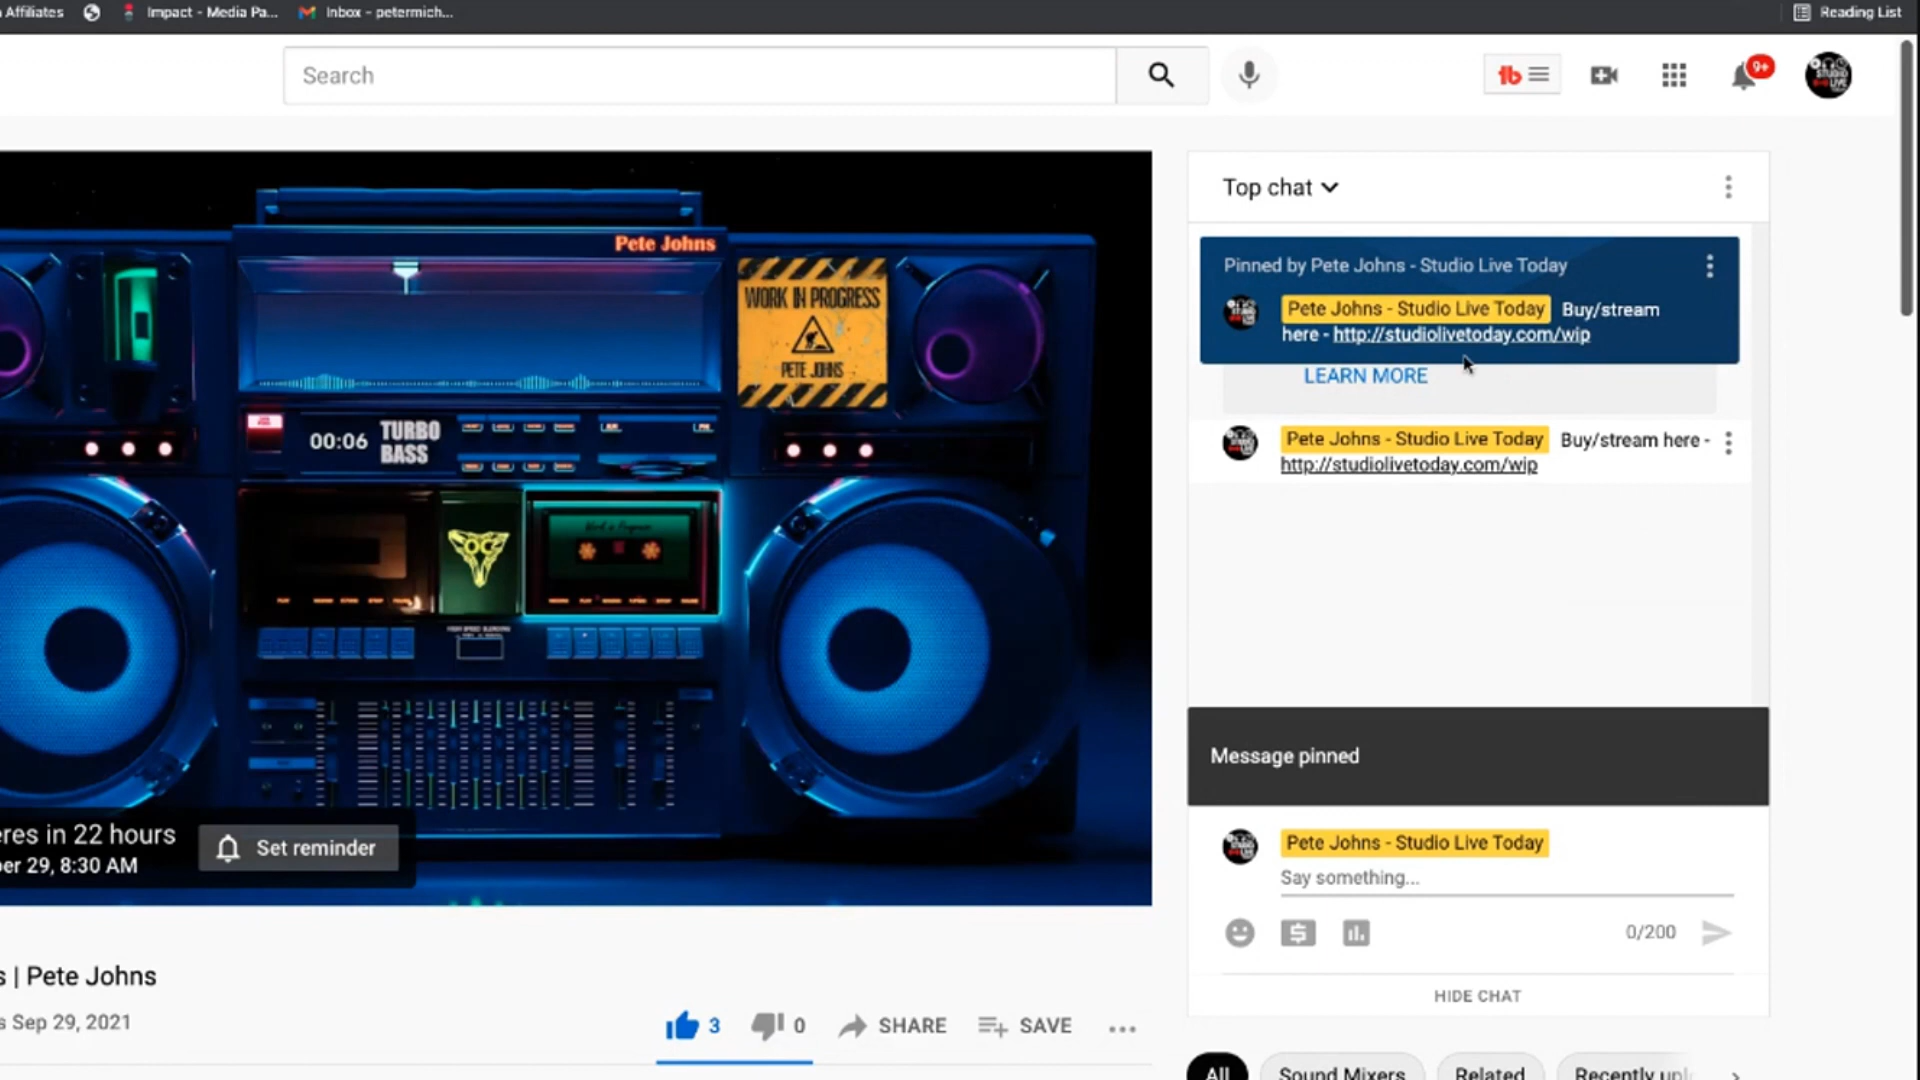 Affiliates
Impact - Media Pa...
Inbox - petermich...
Reading List
Search
9+
Pete Johns
WORK IN PROGRESS
PETE JOHNS
00:06
TURBO
BASS
Top chat
Pinned by Pete Johns - Studio Live Today
Pete Johns - Studio Live Today Buy/stream
here - http://studiolivetoday.com/wip
LEARN MORE
Pete Johns - Studio Live Today Buy/stream here -
http://studiolivetoday.com/wip
Message pinned
Pete Johns - Studio Live Today
Say something...
0/200
HIDE CHAT
eres in 22 hours
er 29, 8:30 AM
Set reminder
s | Pete Johns
s Sep 29, 2021
3
0
SHARE
SAVE
All
Sound Mixers
Related
Recently upl